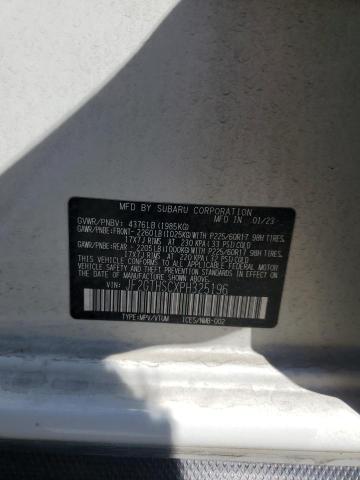 MFD BY SUBARU CORPORATION
MFD IN 01/23
GVWR/PNBV: 4376LB (1985KG)
GAWR/PNBE:FRONT- 2260LB(1025KG)WITH P225/60R17 98H TIRES,
17X7J RIMS AT 230 KPA(33 PSI)COLD
GAWR/PNBE:REAR - 2205LB(1000KG)WITH P225/60R17 98H TIRES,
17X7J RIMS AT 220 KPA(32 PSI)COLD
THIS VEHICLE CONFORMS TO ALL APPLICABLE FEDERAL MOTOR
VEHICLE SAFETY
STANDARDS IN EFFECT ON THE DATE OF
MANUFACTURE SHOWN ABOVE.
VIN: JF2GTHSCXPH325196
TYPE:MPV/VTUM ICES/NMB-002